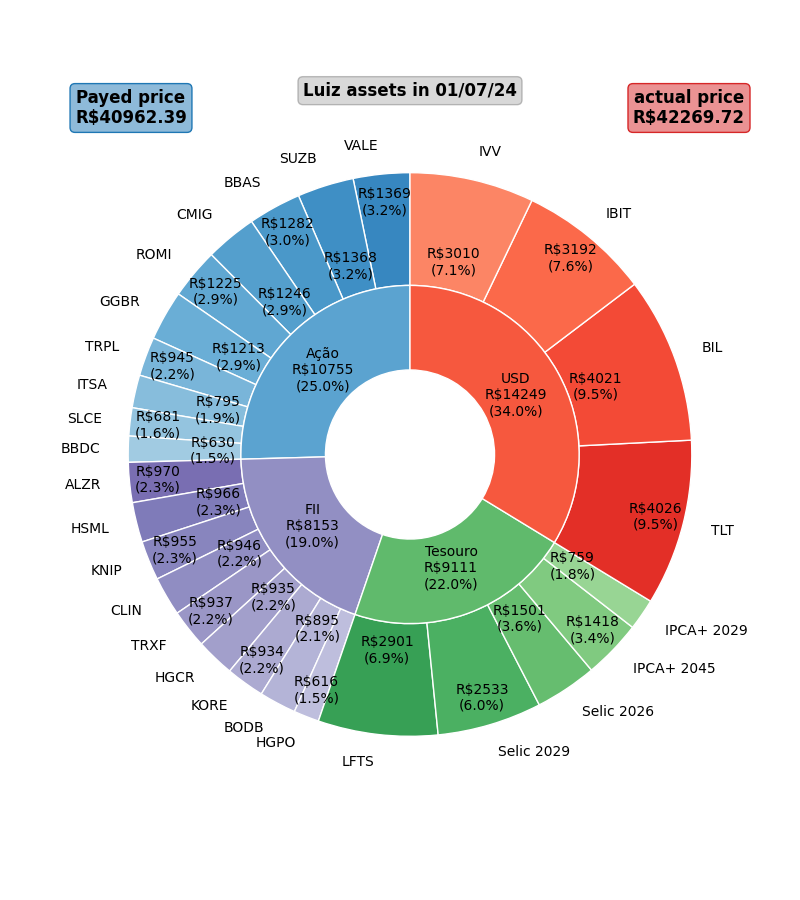 Luiz assets in 01/07/24
Payed price
R$40962.39
actual price
R$42269.72
VALE
IVV
SUZB
BBAS
IBIT
CMIG
ROMI
GGBR
TRPL
BIL
ITSA
SLCE
BBDC
ALZR
HSML
TLT
KNIP
CLIN
IPCA+ 2029
TRXF
IPCA+ 2045
HGCR
KORE
Selic 2026
BODB
HGPO
Selic 2029
LFTS
R$1369
(3.2%)
R$1368
(3.2%)
R$1282
(3.0%)
R$1246
(2.9%)
R$1225
(2.9%)
R$1213
(2.9%)
R$945
(2.2%)
R$795
(1.9%)
R$681
(1.6%)
R$630
(1.5%)
R$970
(2.3%)
R$966
(2.3%)
R$955
(2.3%)
R$946
(2.2%)
R$937
(2.2%)
R$935
(2.2%)
R$934
(2.2%)
R$895
(2.1%)
R$616
(1.5%)
R$2901
(6.9%)
R$2533
(6.0%)
R$1501
(3.6%)
R$1418
(3.4%)
R$759
(1.8%)
R$4026
(9.5%)
R$4021
(9.5%)
R$3192
(7.6%)
R$3010
(7.1%)
Ação
R$10755
(25.0%)
USD
R$14249
(34.0%)
FII
R$8153
(19.0%)
Tesouro
R$9111
(22.0%)